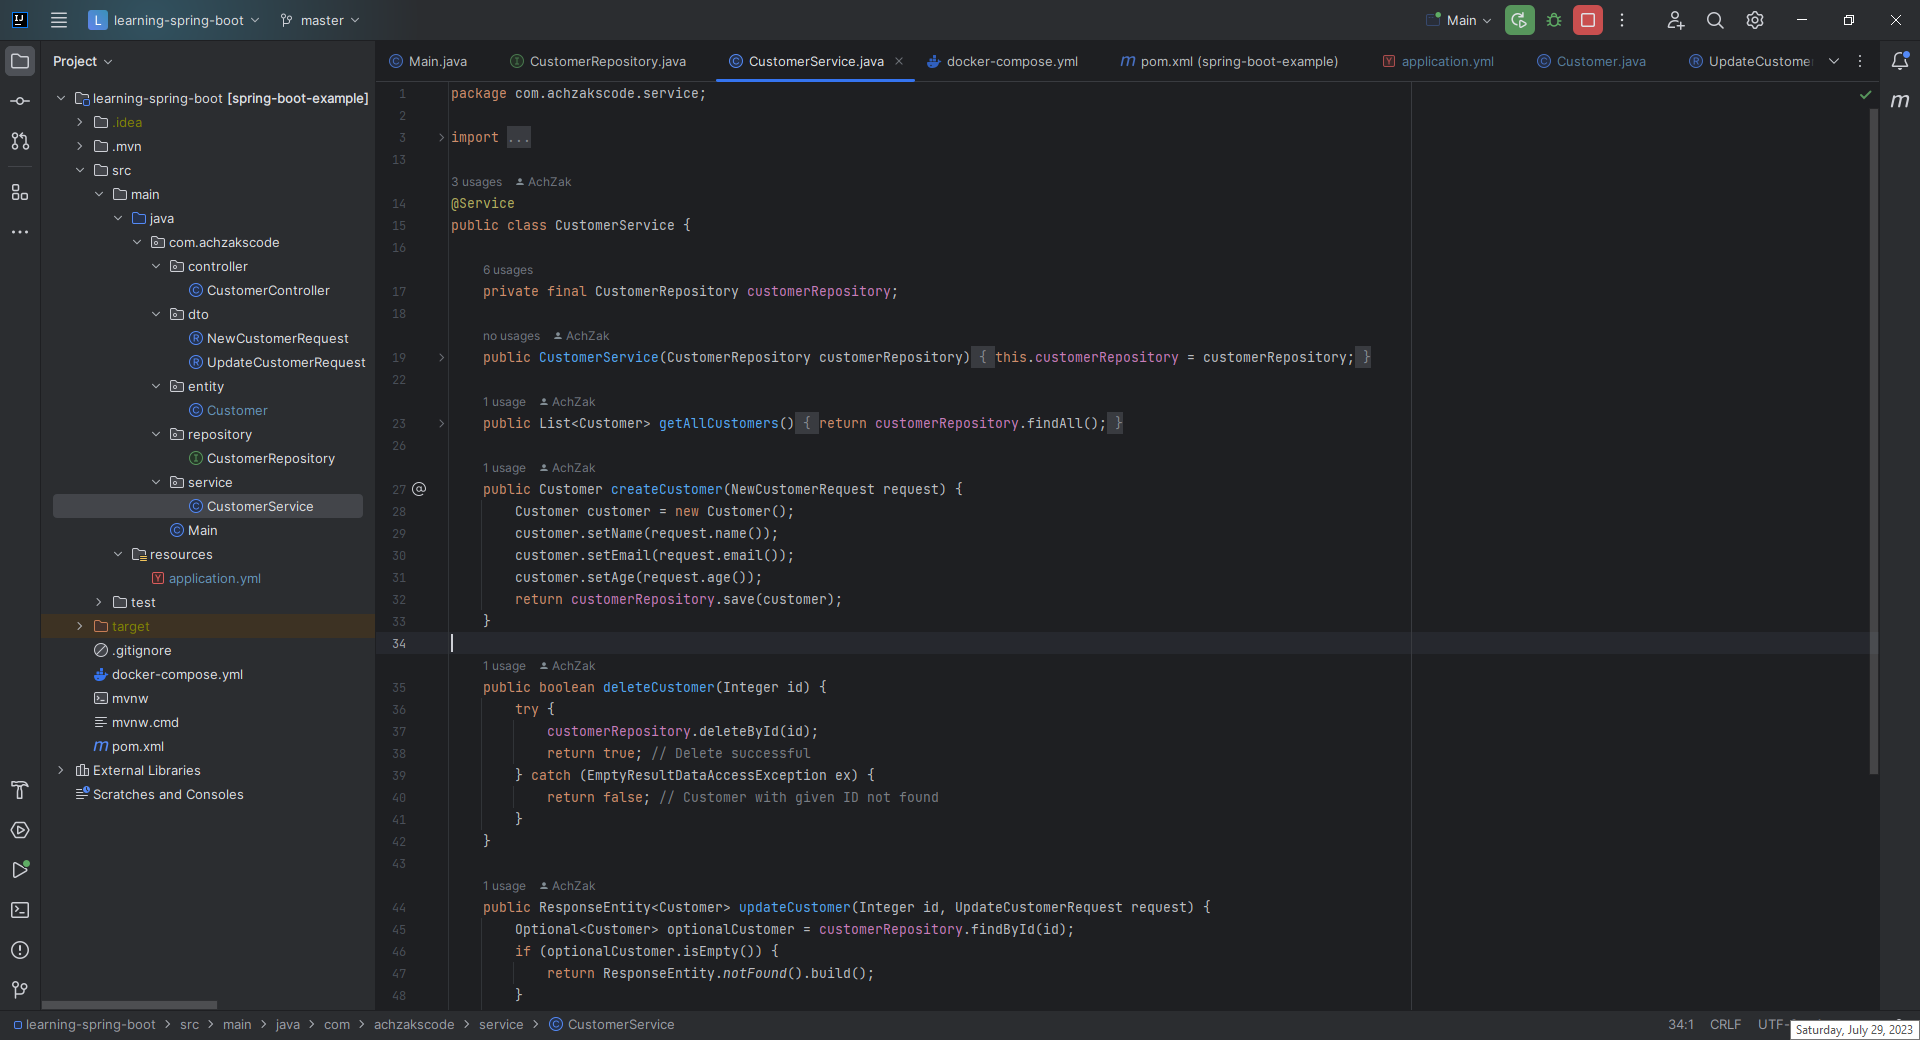 L learning-spring-boot master Main
Project
Main.java CustomerRepository.java CustomerService.java docker-compose.yml m pom.xml (spring-boot-example) application.yml Customer.java
learning-spring-boot [spring-boot-example]
.idea
.mvn
src
main
java
com.achzakscode
controller
CustomerController
dto
NewCustomerRequest
UpdateCustomerRequest
entity
Customer
repository
CustomerRepository
service
CustomerService
Main
resources
application.yml
test
target
.gitignore
docker-compose.yml
mvnw
mvnw.cmd
m pom.xml
External Libraries
Scratches and Consoles
1 package com.achzakscode.service;
2
3 import ...
13
3 usages AchZak
14 @Service
15 public class CustomerService {
16
6 usages
17 private final CustomerRepository customerRepository;
18
no usages AchZak
19 public CustomerService(CustomerRepository customerRepository) { this.customerRepository = customerRepository; }
22
1 usage AchZak
23 public List<Customer> getAllCustomers() { return customerRepository.findAll(); }
26
1 usage AchZak
27 @ public Customer createCustomer(NewCustomerRequest request) {
28 Customer customer = new Customer();
29 customer.setName(request.name());
30 customer.setEmail(request.email());
31 customer.setAge(request.age());
32 return customerRepository.save(customer);
33 }
34
1 usage AchZak
35 public boolean deleteCustomer(Integer id) {
36 try {
37 customerRepository.deleteById(id);
38 return true; // Delete successful
39 } catch (EmptyResultDataAccessException ex) {
40 return false; // Customer with given ID not found
41 }
42 }
43
1 usage AchZak
44 public ResponseEntity<Customer> updateCustomer(Integer id, UpdateCustomerRequest request) {
45 Optional<Customer> optionalCustomer = customerRepository.findById(id);
46 if (optionalCustomer.isEmpty()) {
47 return ResponseEntity.notFound().build();
48 }
m
learning-spring-boot > src > main > java > com > achzakscode > service > CustomerService
34:1 CRLF UTF-
Saturday, July 29, 2023